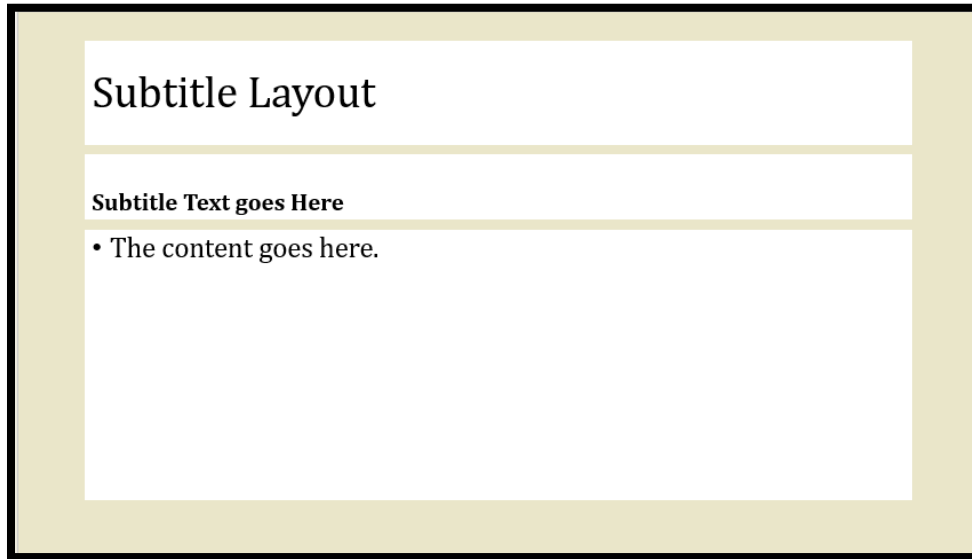 Subtitle Layout
Subtitle Text goes Here
• The content goes here.